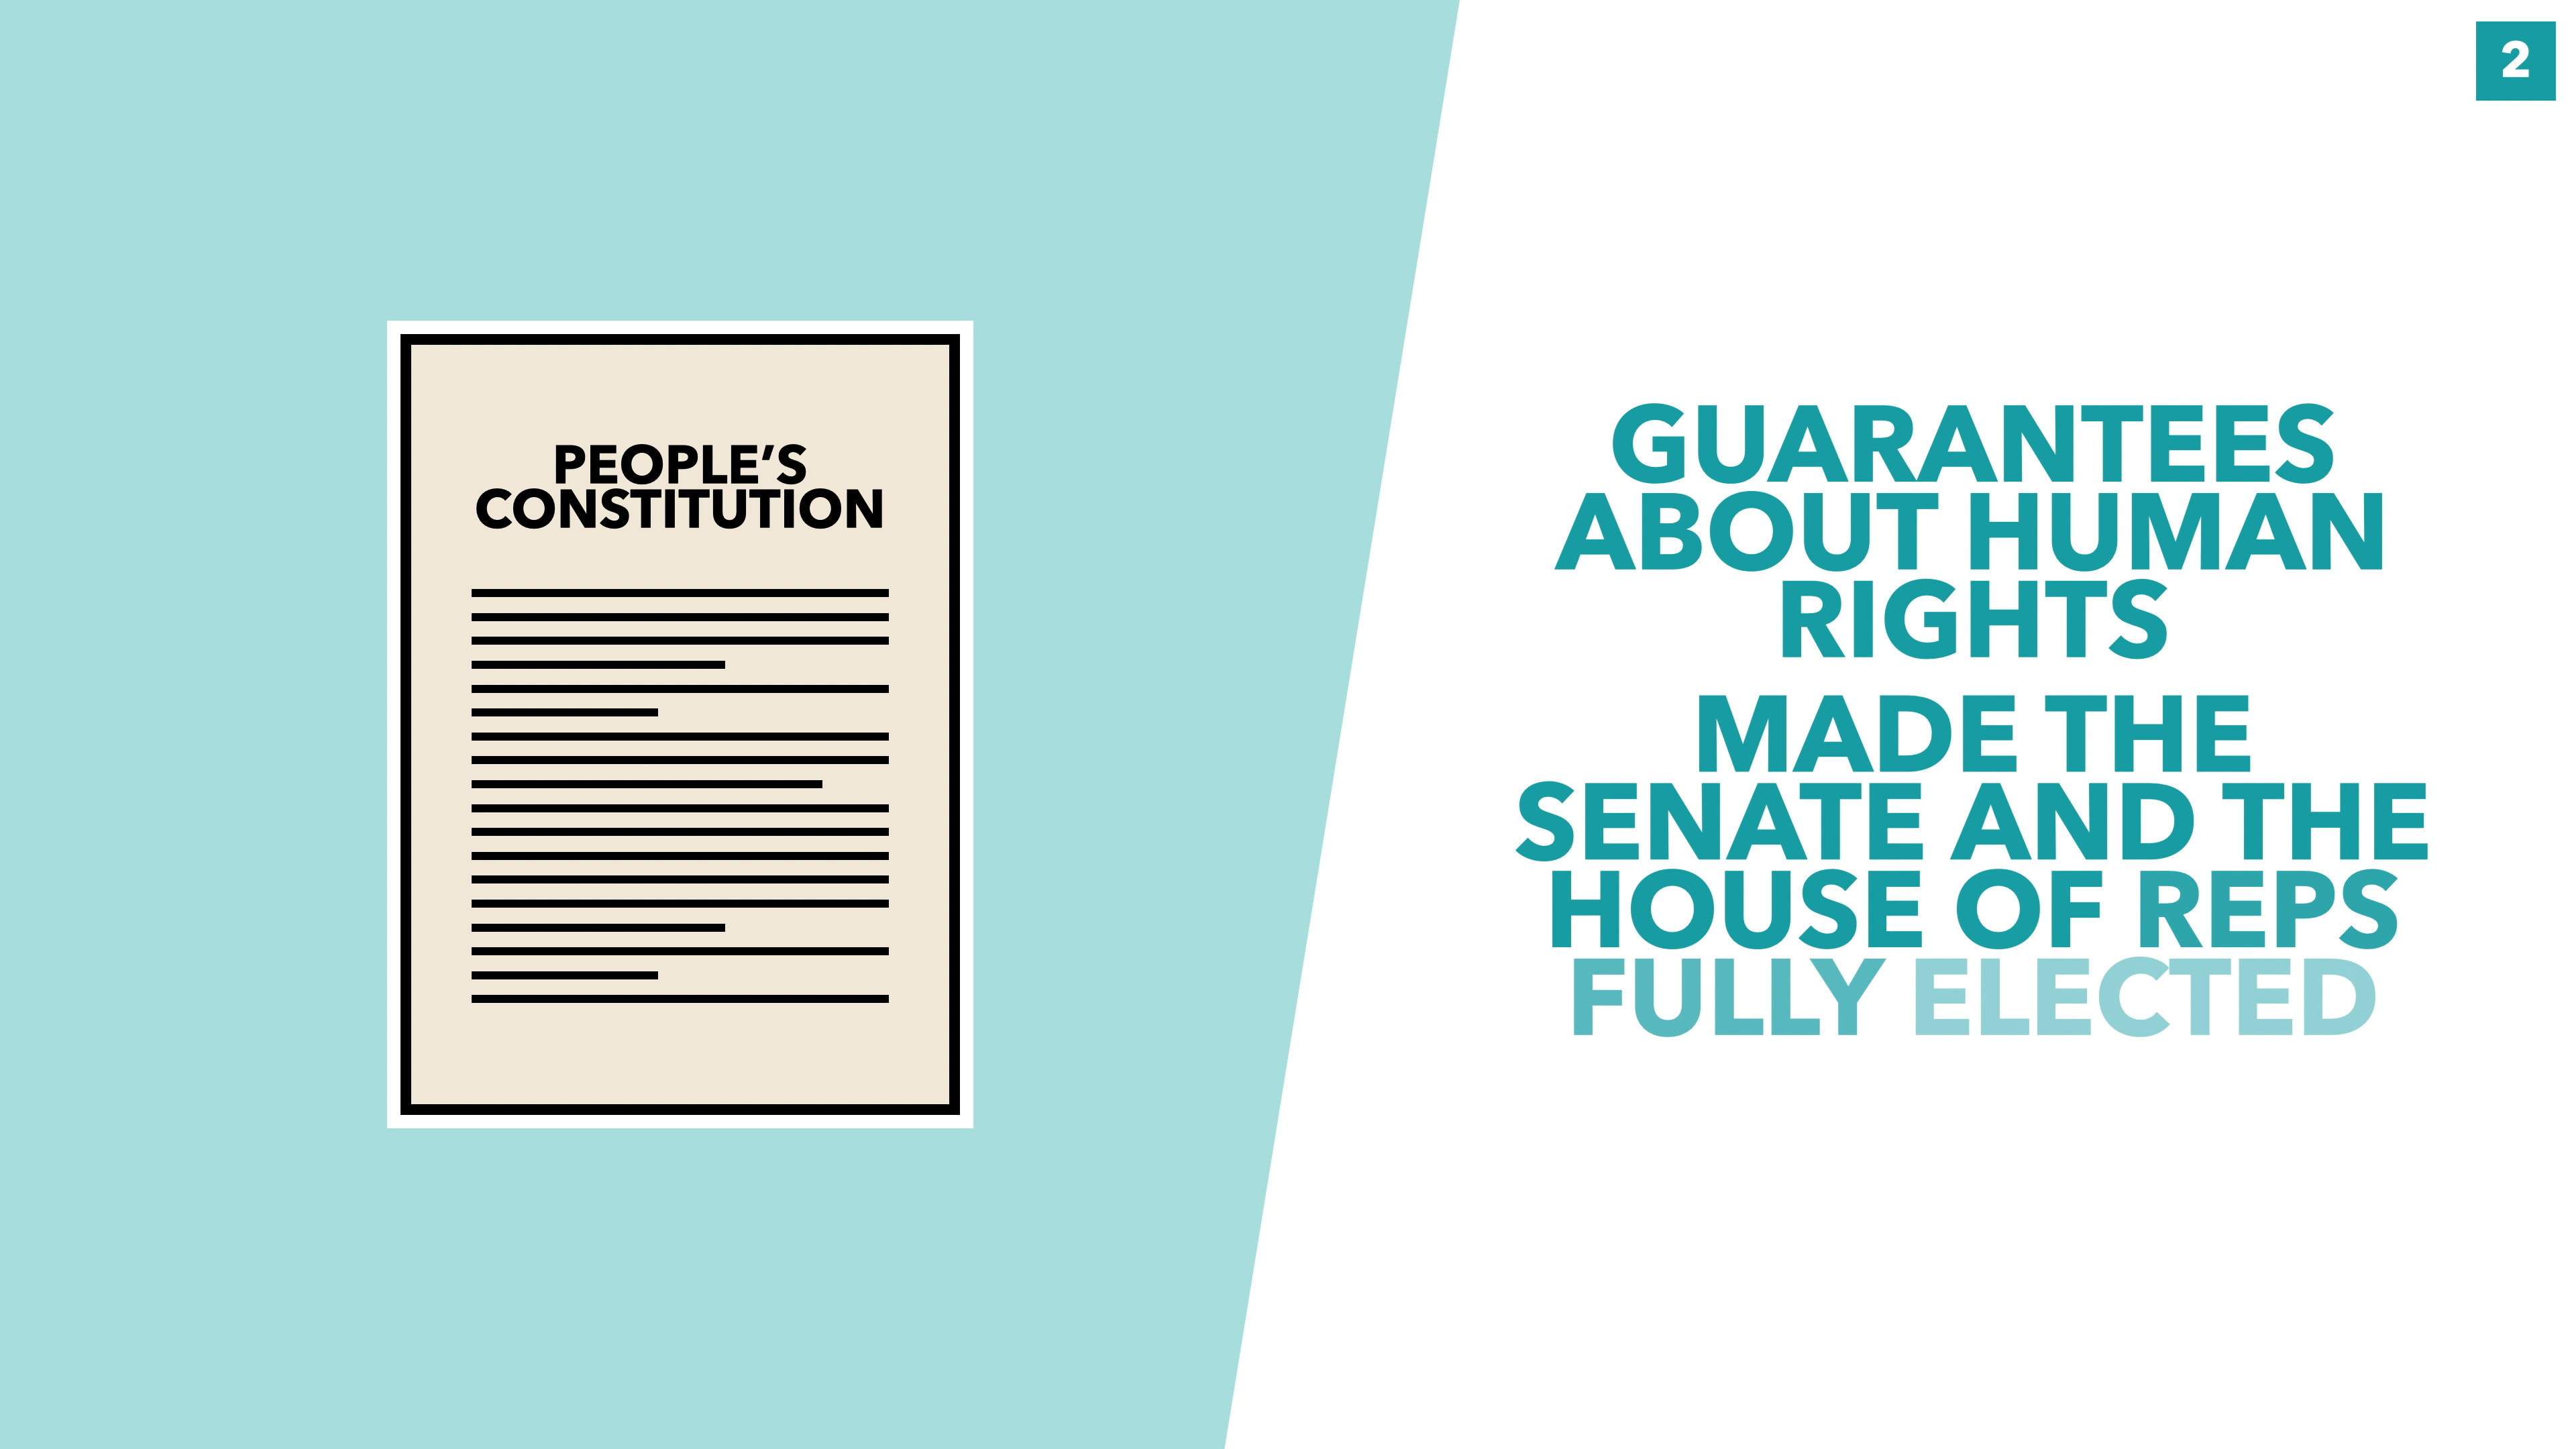 2
PEOPLE’S
CONSTITUTION
GUARANTEES
ABOUT HUMAN
RIGHTS
MADE THE
SENATE AND THE
HOUSE OF REPS
FULLY ELECTED